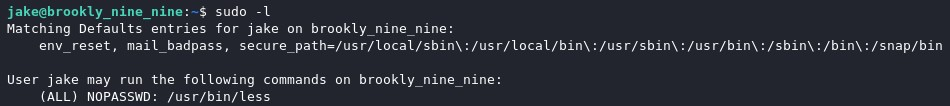 jake@brookly_nine_nine:~$ sudo -l
Matching Defaults entries for jake on brookly_nine_nine:
    env_reset, mail_badpass, secure_path=/usr/local/sbin\:/usr/local/bin\:/usr/sbin\:/usr/bin\:/sbin\:/bin\:/snap/bin

User jake may run the following commands on brookly_nine_nine:
    (ALL) NOPASSWD: /usr/bin/less